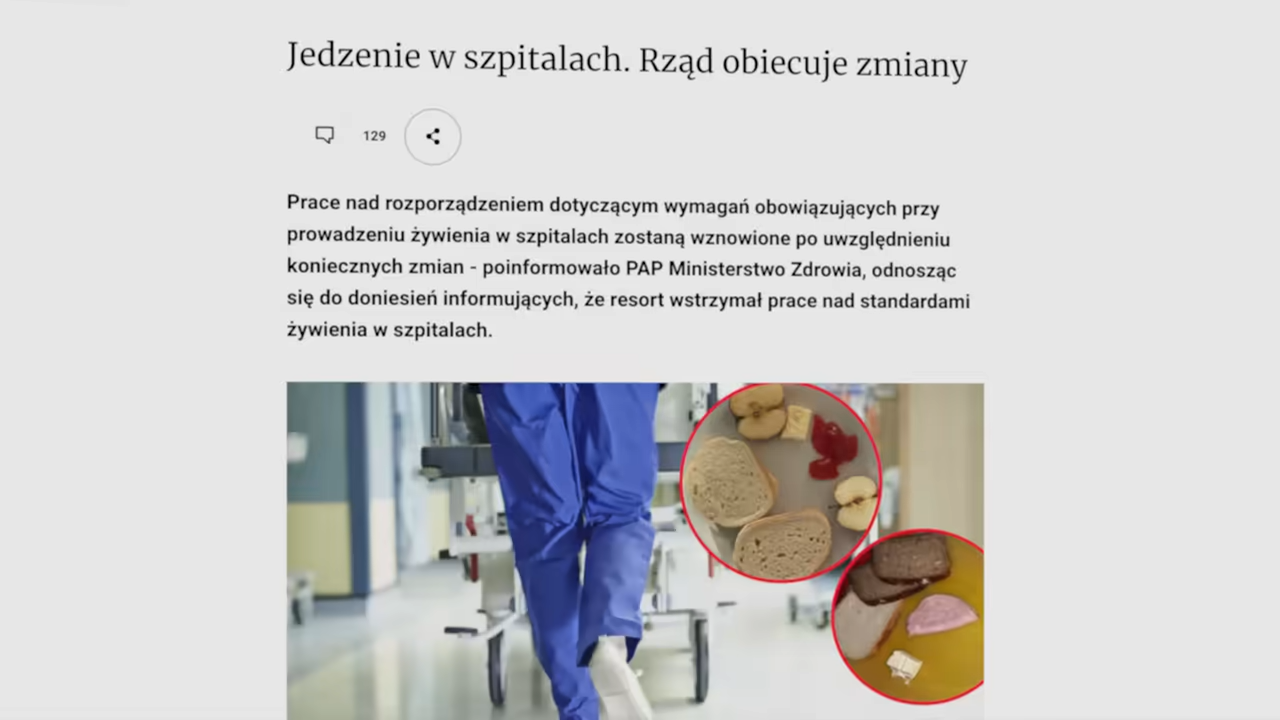 Jedzenie w szpitalach. Rząd obiecuje zmiany
129
Prace nad rozporządzeniem dotyczącym wymagań obowiązujących przy
prowadzeniu żywienia w szpitalach zostaną wznowione po uwzględnieniu
koniecznych zmian - poinformowało PAP Ministerstwo Zdrowia, odnosząc
się do doniesień informujących, że resort wstrzymał prace nad standardami
żywienia w szpitalach.